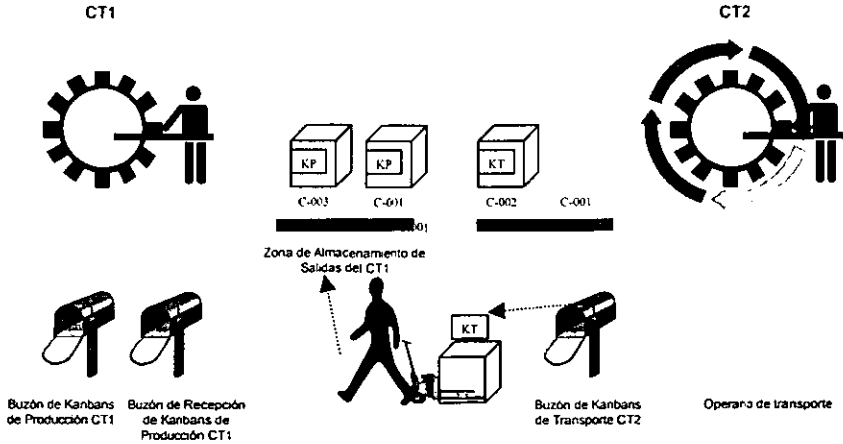 CT1
CT2
KP
KP
KT
C-003
C-001
C-002
C-001
001
Zona de Almacenamiento de
Salidas del CT1
KT
Buzón de Kanbans
de Producción CT1
Buzón de Recepción
de Kanbans de
Producción CT1
Buzón de Kanbans
de Transporte CT2
Operario de transporte